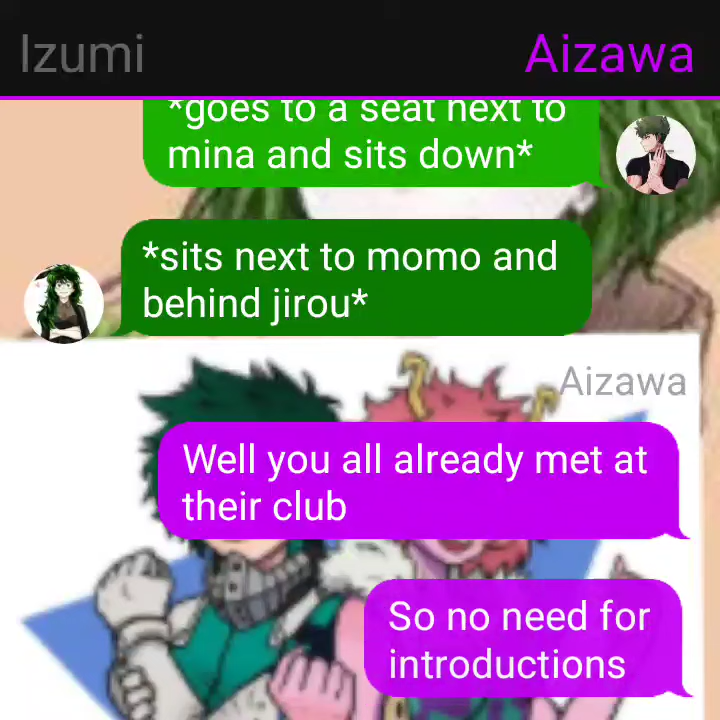 Izumi
Aizawa
*goes to a seat next to
mina and sits down*
*sits next to momo and
behind jirou*
Aizawa
Well you all already met at
their club
So no need for
introductions